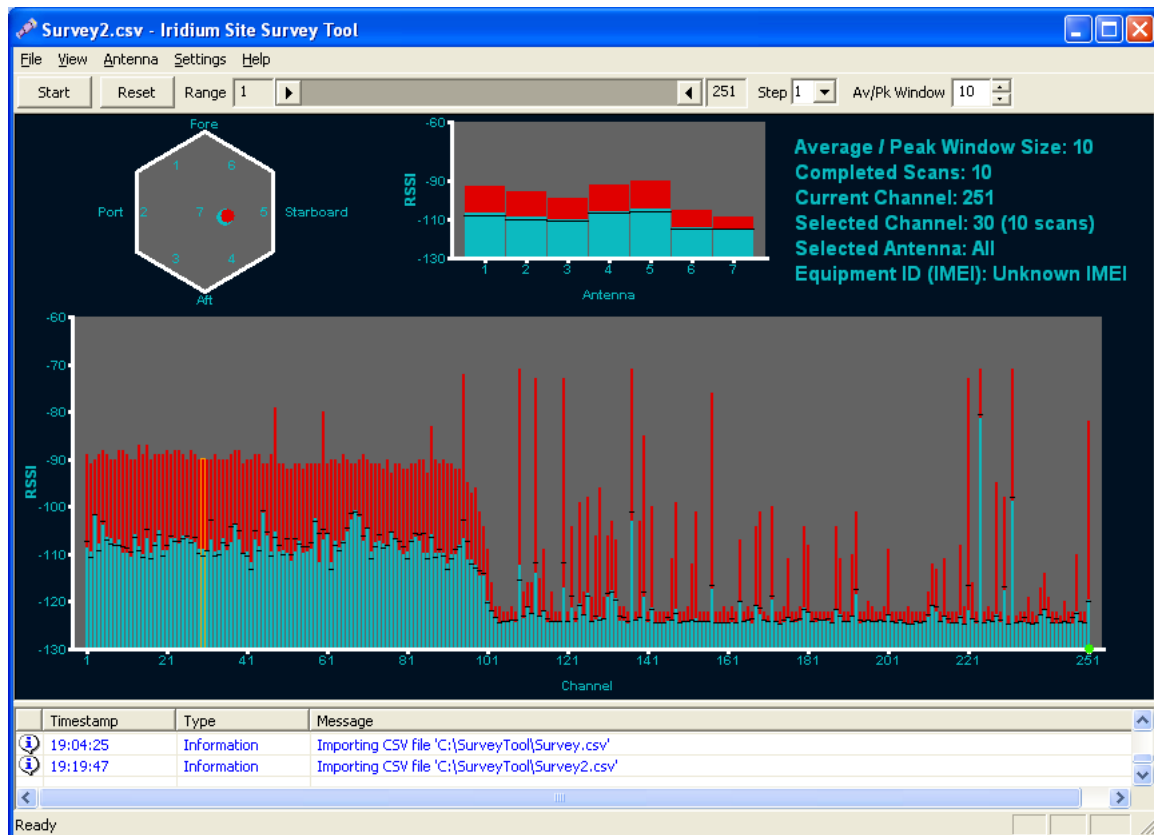 Survey2.csv - Iridium Site Survey Tool
File View Antenna Settings Help
Start Reset Range 1 251 Step 1 Av/Pk Window 10
Fore
1 6
Port 2 7 5 Starboard
3 4
Aft
-60
-90
-110
-130
RSSI
1 2 3 4 5 6 7
Antenna
Average / Peak Window Size: 10
Completed Scans: 10
Current Channel: 251
Selected Channel: 30 (10 scans)
Selected Antenna: All
Equipment ID (IMEI): Unknown IMEI
-60
-70
-80
-90
-100
-110
-120
-130
RSSI
1 21 41 61 81 101 121 141 161 181 201 221 251
Channel
Timestamp Type Message
19:04:25 Information Importing CSV file 'C:\SurveyTool\Survey.csv'
19:19:47 Information Importing CSV file 'C:\SurveyTool\Survey2.csv'
Ready